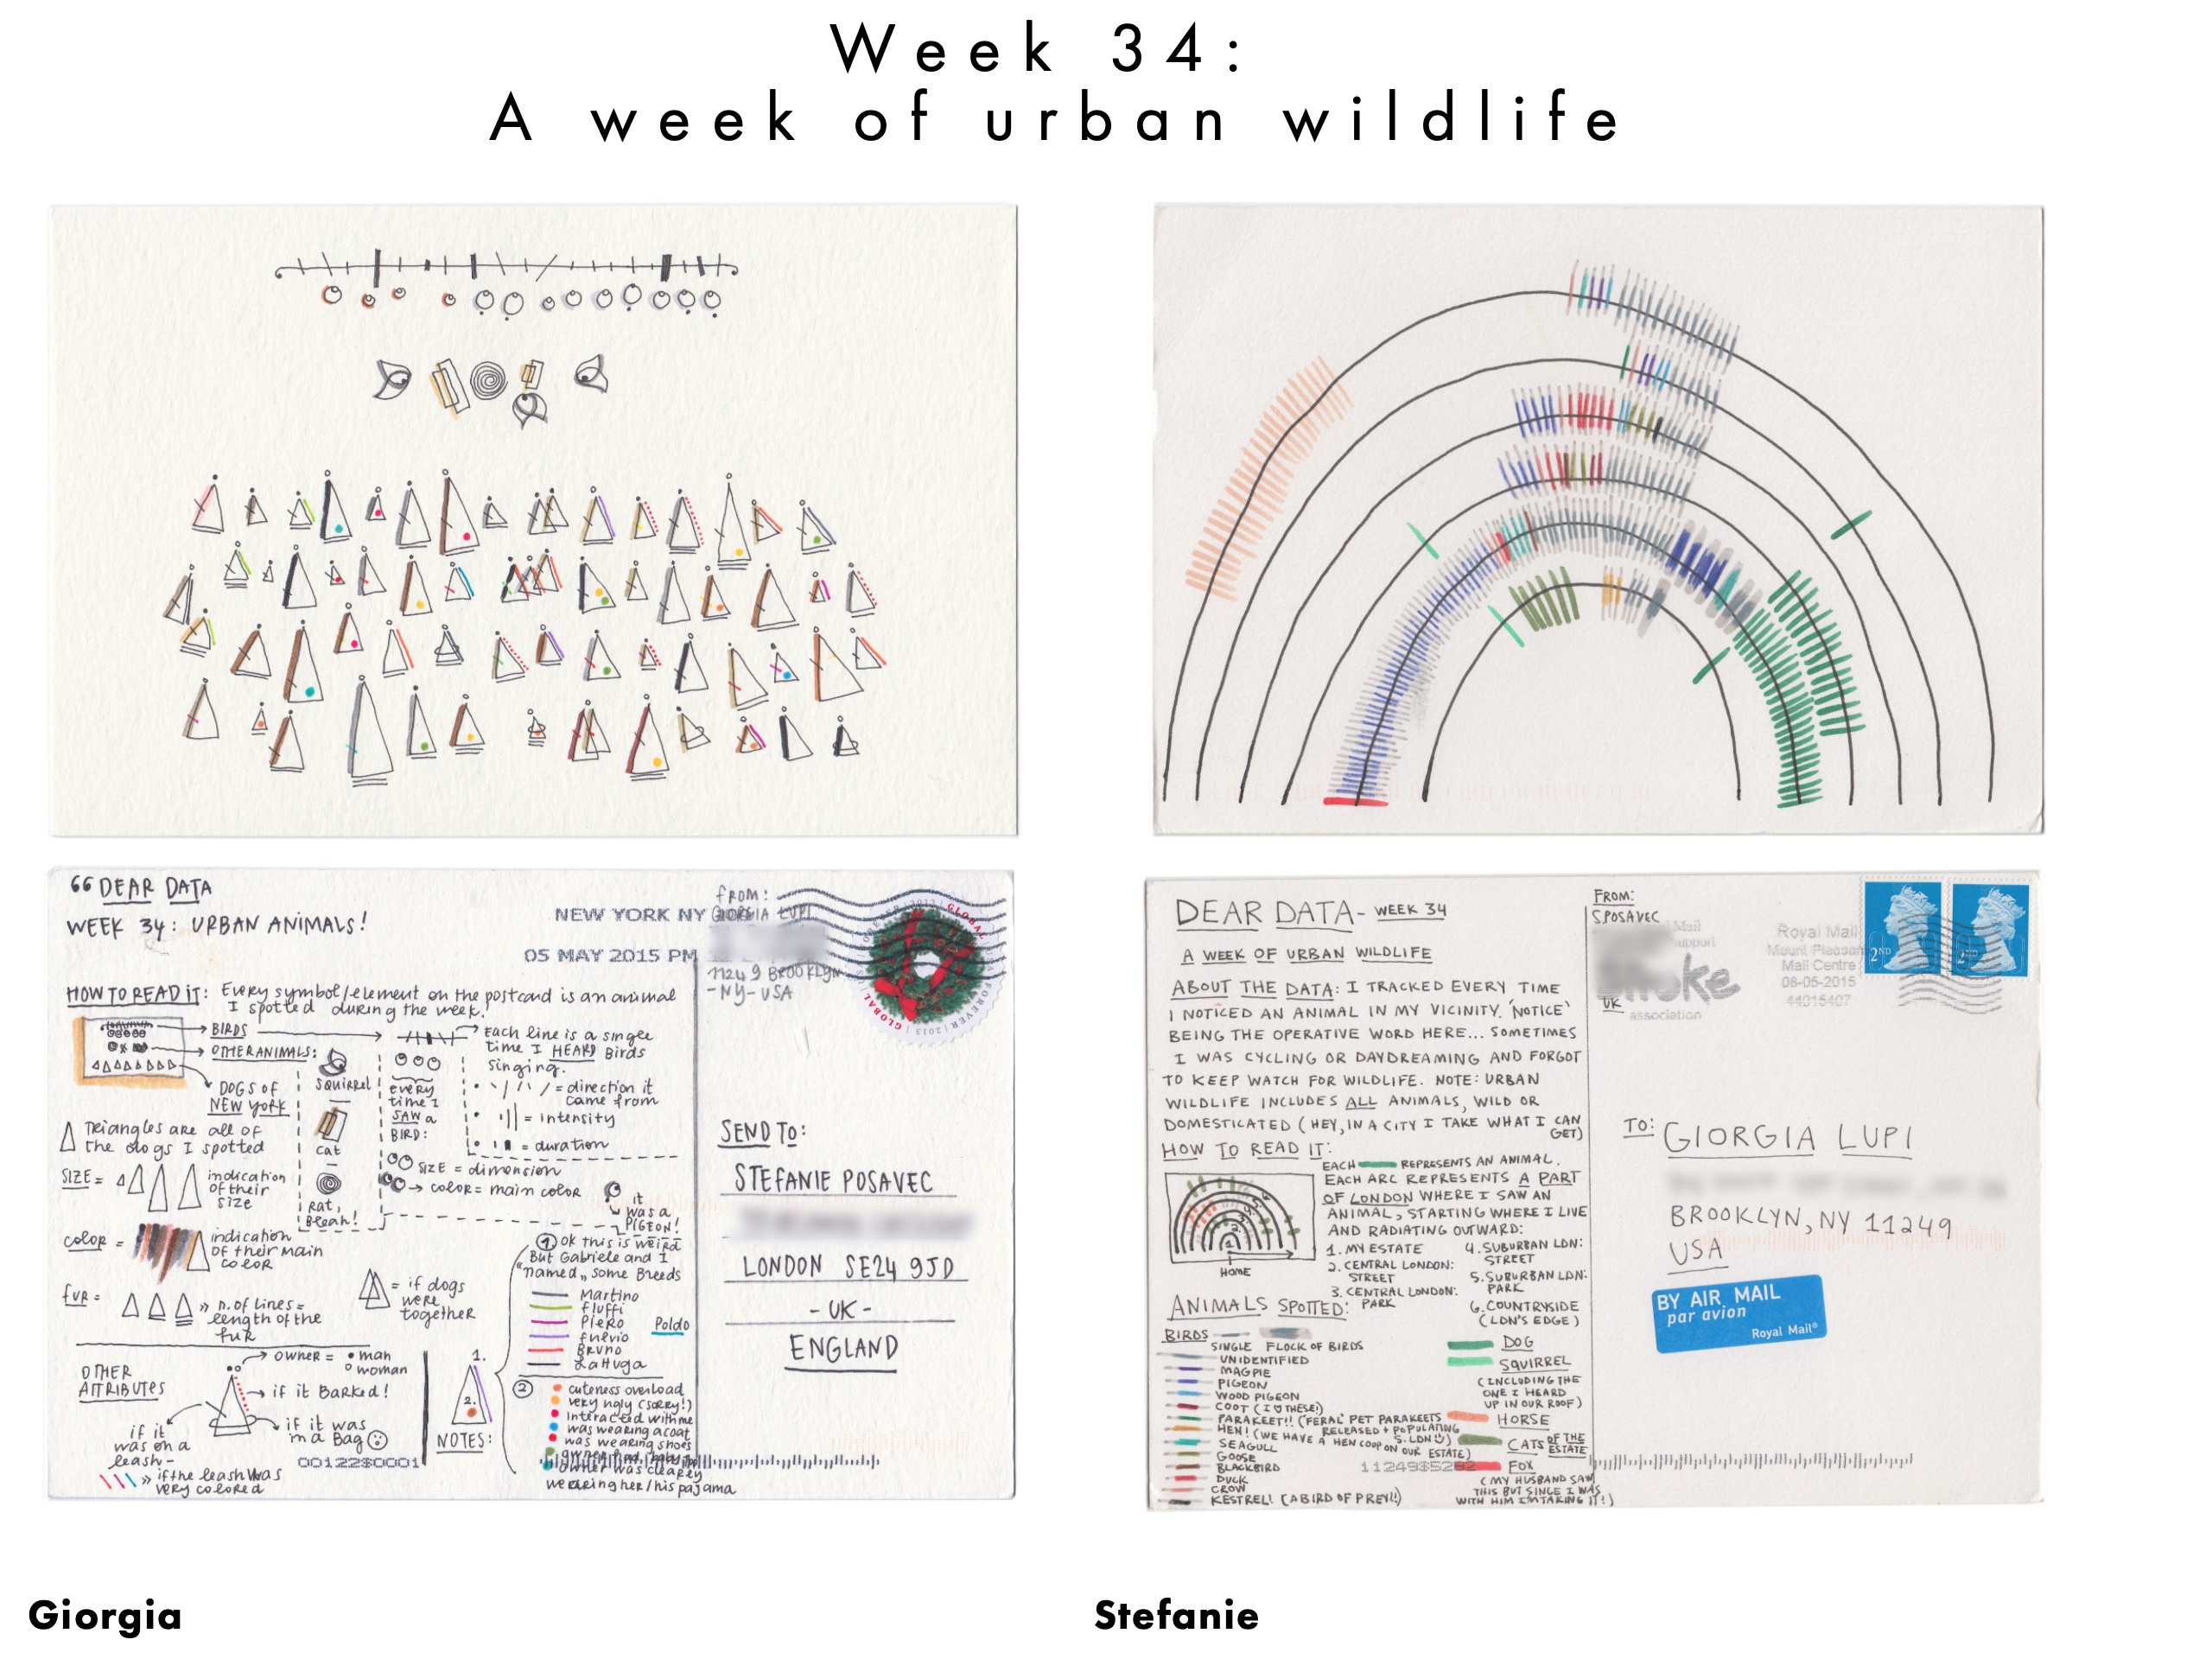 Week 34:
A week of urban wildlife
DEAR DATA
WEEK 34: URBAN ANIMALS!
HOW TO READ IT: Every symbol/element on the postcard is an animal
I spotted during the week.
BIRDS
OTHER ANIMALS:
DOGS OF
NEW YORK
SQUIRREL
cat
Rat,
Bleah!
every
time I
SAW a
BIRD:
Each line is a single
time I HEARD Birds
singing.
= direction it
came from
= intensity
= duration
SIZE = dimension
color = main color
it
was a
PIGEON!
Triangles are all of
the dogs I spotted
SIZE =
indication
of their
size
color =
indication
of their main
color
fur =
n. of lines =
length of the
fur
= if dogs
were
together
OTHER
ATTRIBUTES
owner = • man
° woman
if it Barked!
if it was
in a Bag
if it
was on a
leash -
if the leash was
very colored
1.
2.
NOTES:
1 ok this is weird
But Gabriele and I
"named" some Breeds
Martino
fluffi
Piero
Poldo
fulvio
Bruno
Lattuga
2
cuteness overload
very ugly (sorry!)
Interacted with me
was wearing a coat
was wearing shoes
owner was clearly
wearing her/his pajama
0012280001
NEW YORK NY
05 MAY 2015 PM
from:
GIORGIA LUPI
11249 BROOKLYN
-NY- USA
GLOBAL
FOREVER
2013
SEND TO:
STEFANIE POSAVEC
LONDON SE24 9JD
- UK -
ENGLAND
DEAR DATA - WEEK 34
A WEEK OF URBAN WILDLIFE
ABOUT THE DATA: I TRACKED EVERY TIME
I NOTICED AN ANIMAL IN MY VICINITY. 'NOTICE'
BEING THE OPERATIVE WORD HERE... SOMETIMES
I WAS CYCLING OR DAYDREAMING AND FORGOT
TO KEEP WATCH FOR WILDLIFE. NOTE: URBAN
WILDLIFE INCLUDES ALL ANIMALS, WILD OR
DOMESTICATED (HEY, IN A CITY I TAKE WHAT I CAN
GET)
HOW TO READ IT:
HOME
EACH REPRESENTS AN ANIMAL.
EACH ARC REPRESENTS A PART
OF LONDON WHERE I SAW AN
ANIMAL, STARTING WHERE I LIVE
AND RADIATING OUTWARD:
1. MY ESTATE
2. CENTRAL LONDON:
STREET
3. CENTRAL LONDON:
PARK
4. SUBURBAN LDN:
STREET
5. SUBURBAN LDN:
PARK
6. COUNTRYSIDE
(LDN'S EDGE)
ANIMALS SPOTTED:
BIRDS
SINGLE FLOCK OF BIRDS
UNIDENTIFIED
MAGPIE
PIGEON
WOOD PIGEON
COOT (I ♡ THESE!)
PARAKEET!! ('FERAL' PET PARAKEETS
RELEASED + POPULATING
S. LDN)
HEN! (WE HAVE A HEN COOP ON OUR ESTATE)
SEAGULL
GOOSE
BLACKBIRD
DUCK
CROW
KESTREL! (A BIRD OF PREY!!)
DOG
SQUIRREL
(INCLUDING THE
ONE I HEARD
UP IN OUR ROOF)
HORSE
CATS OF THE
ESTATE
FOX
(MY HUSBAND SAW
THIS BUT SINCE I WAS
WITH HIM I'M TAKING IT!)
FROM:
S. POSAVEC
UK
association
Royal Mail
Mount Pleasant
Mail Centre
08-05-2015
44015407
2ND
2ND
TO: GIORGIA LUPI
BROOKLYN, NY 11249
USA
BY AIR MAIL
par avion
Royal Mail®
Giorgia
Stefanie